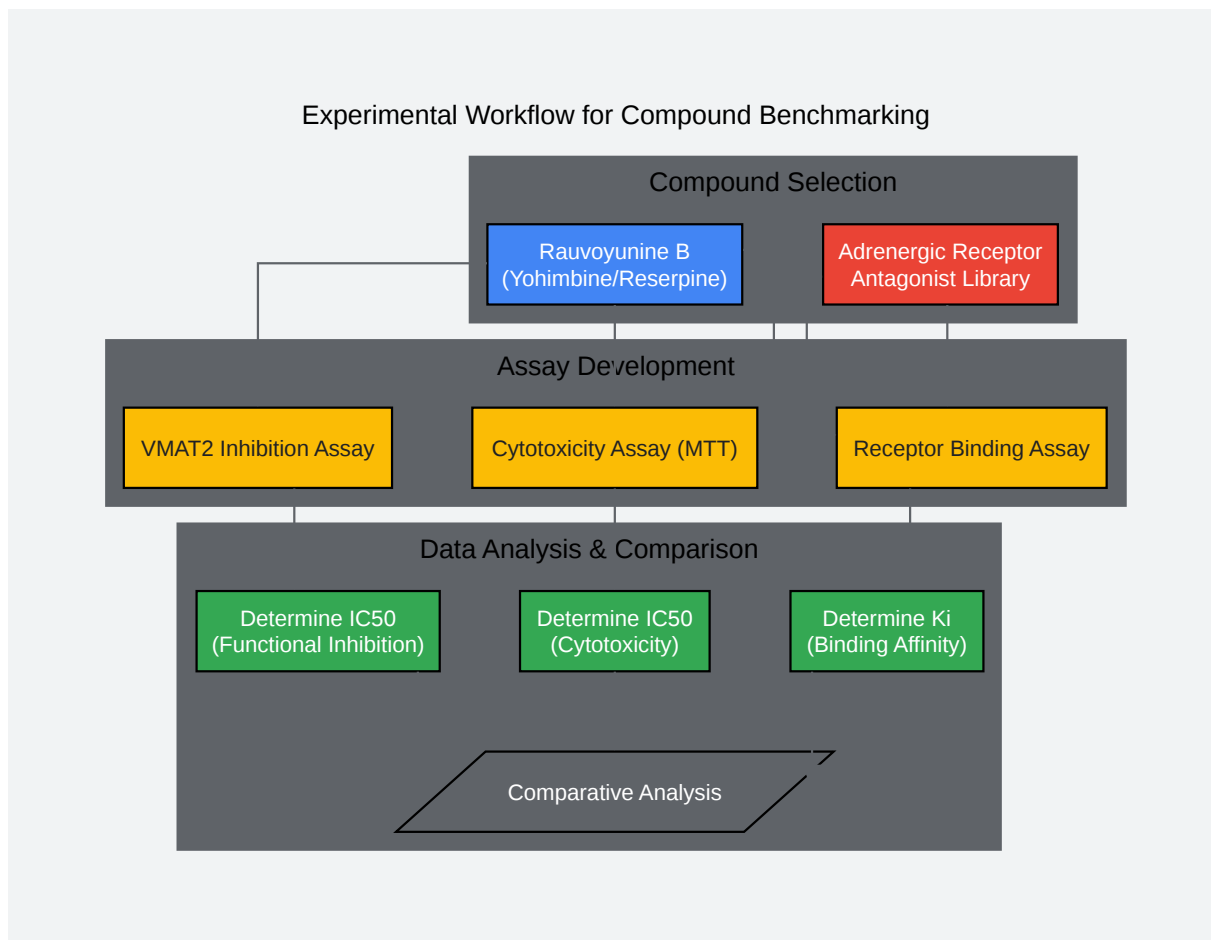 Experimental Workflow for Compound Benchmarking
Compound Selection
Rauvoyunine B
(Yohimbine/Reserpine)
Adrenergic Receptor
Antagonist Library
Assay Development
VMAT2 Inhibition Assay
Cytotoxicity Assay (MTT)
Receptor Binding Assay
Data Analysis & Comparison
Determine IC50
(Functional Inhibition)
Determine IC50
(Cytotoxicity)
Determine Ki
(Binding Affinity)
Comparative Analysis